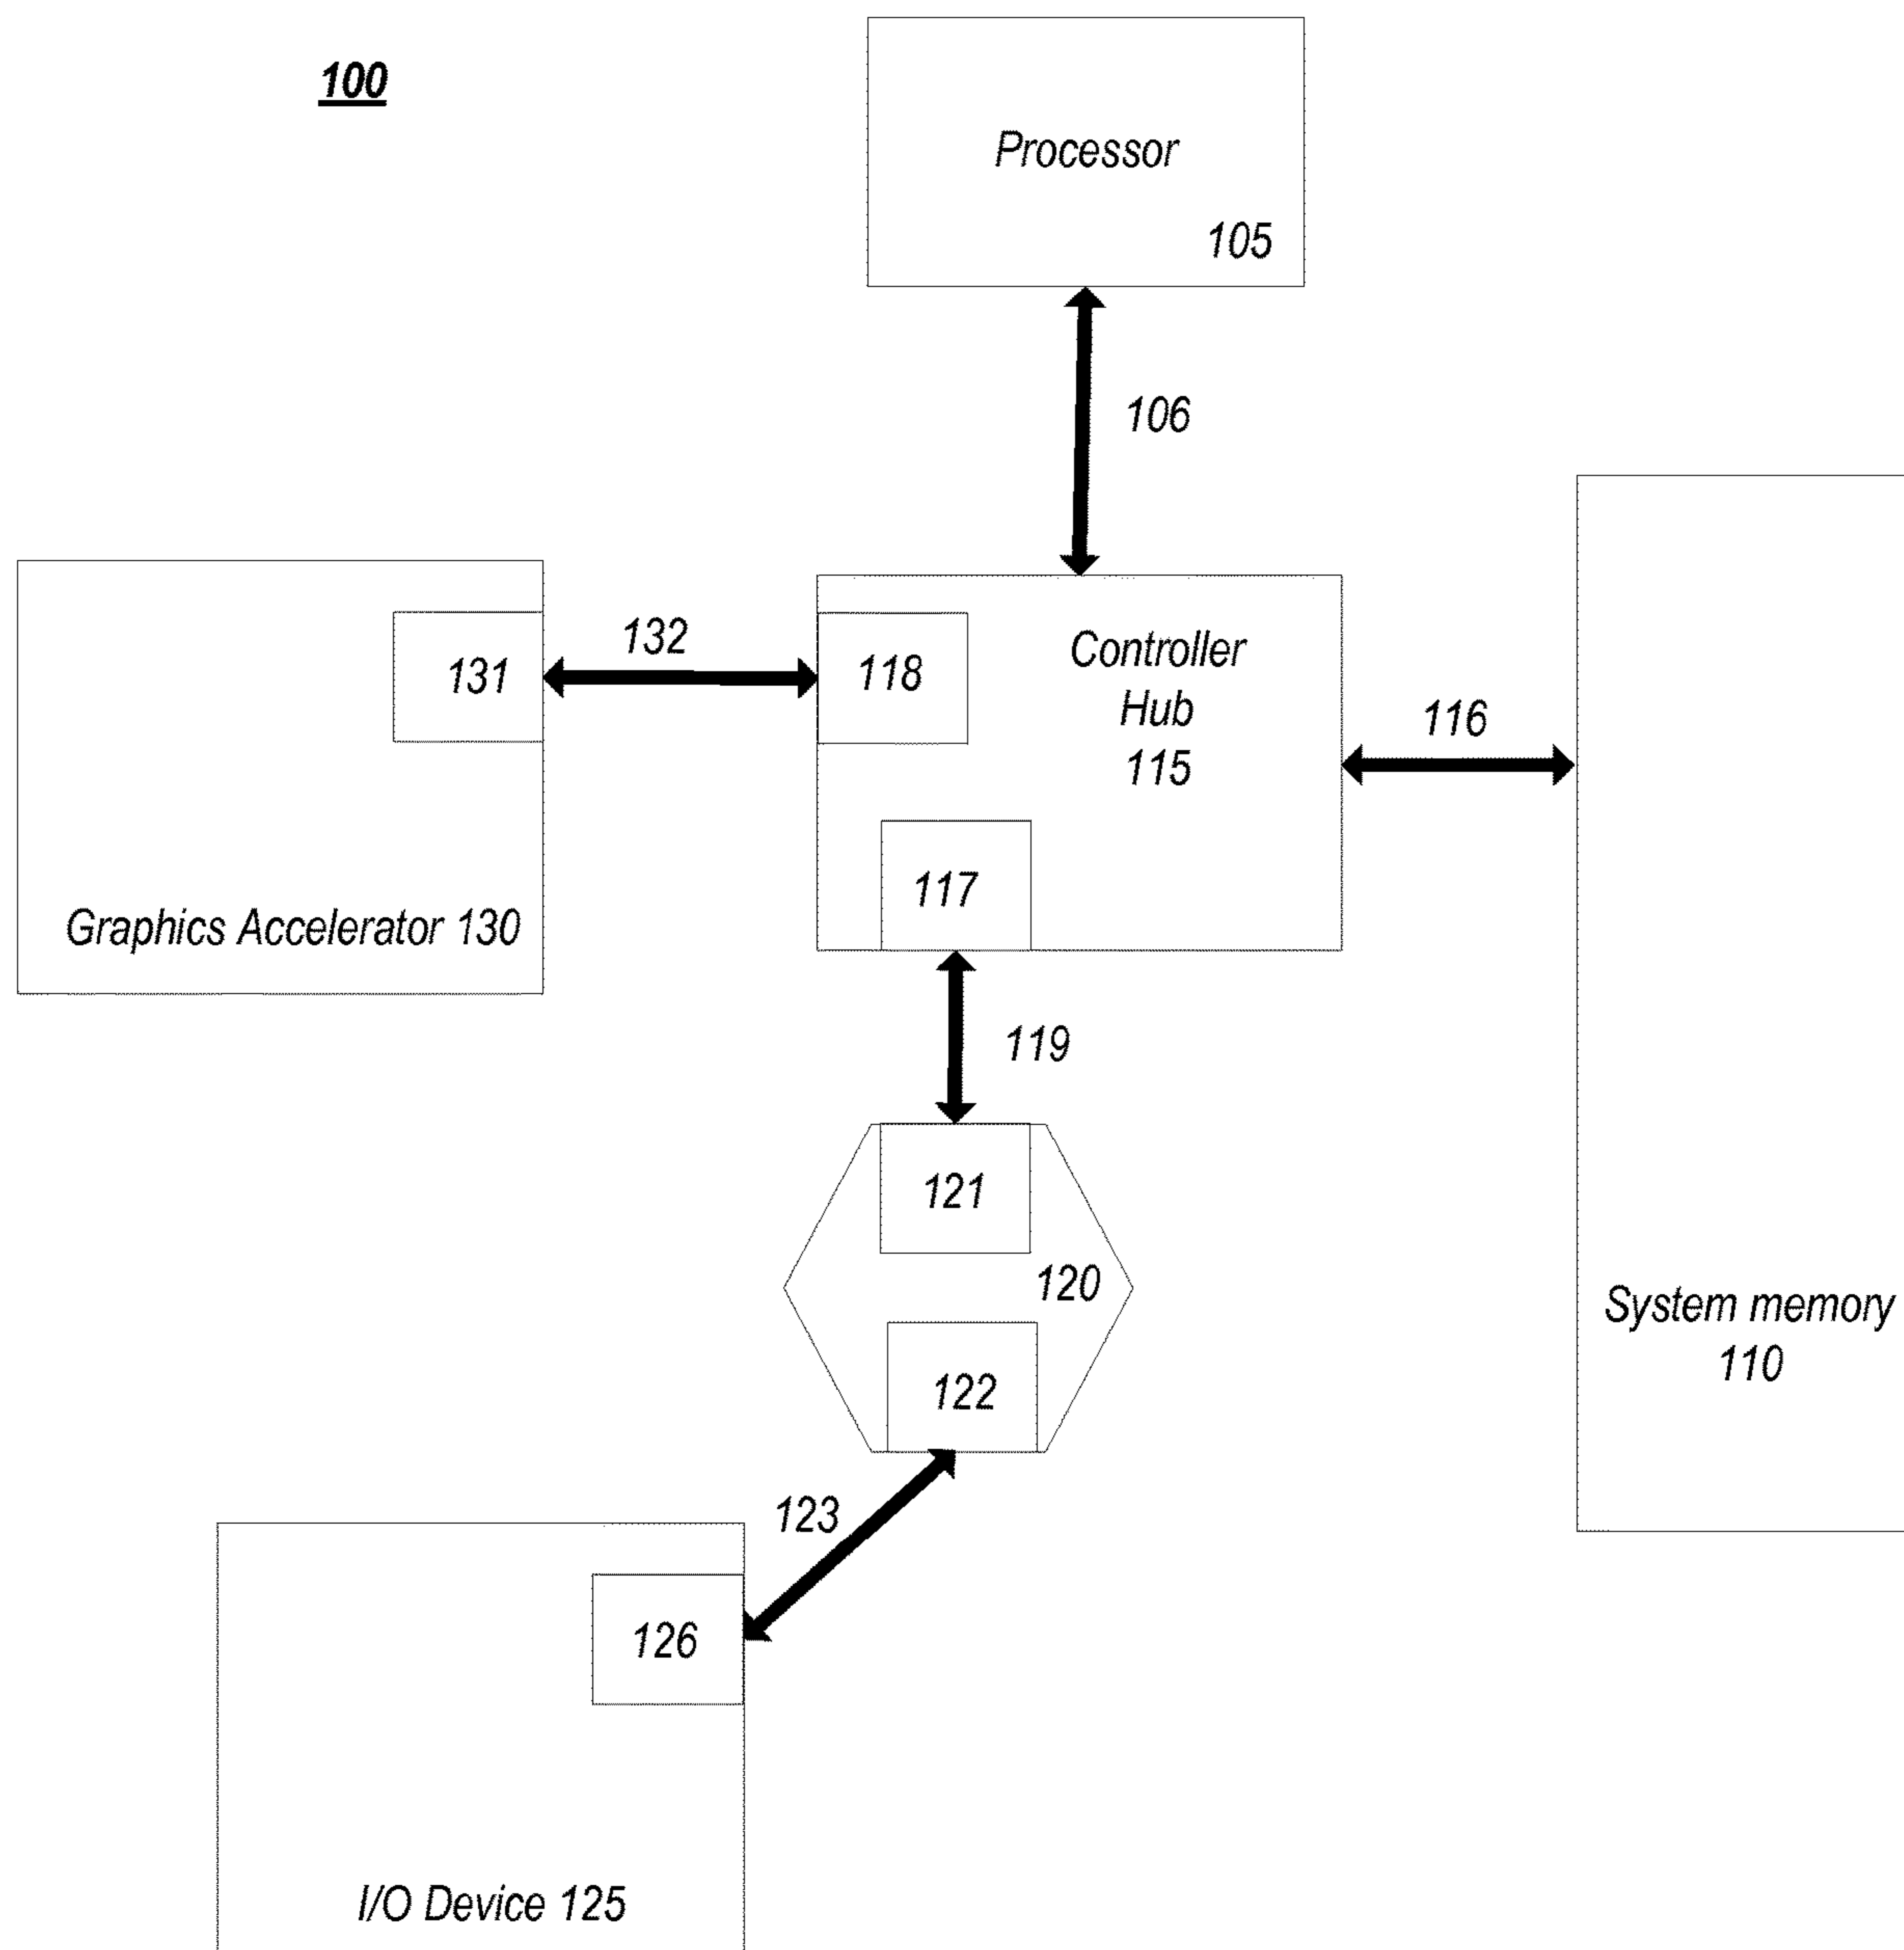 100
Processor
105
106
132
131
118
Controller
Hub
115
116
117
Graphics Accelerator 130
119
121
120
122
System memory
110
123
126
I/O Device 125